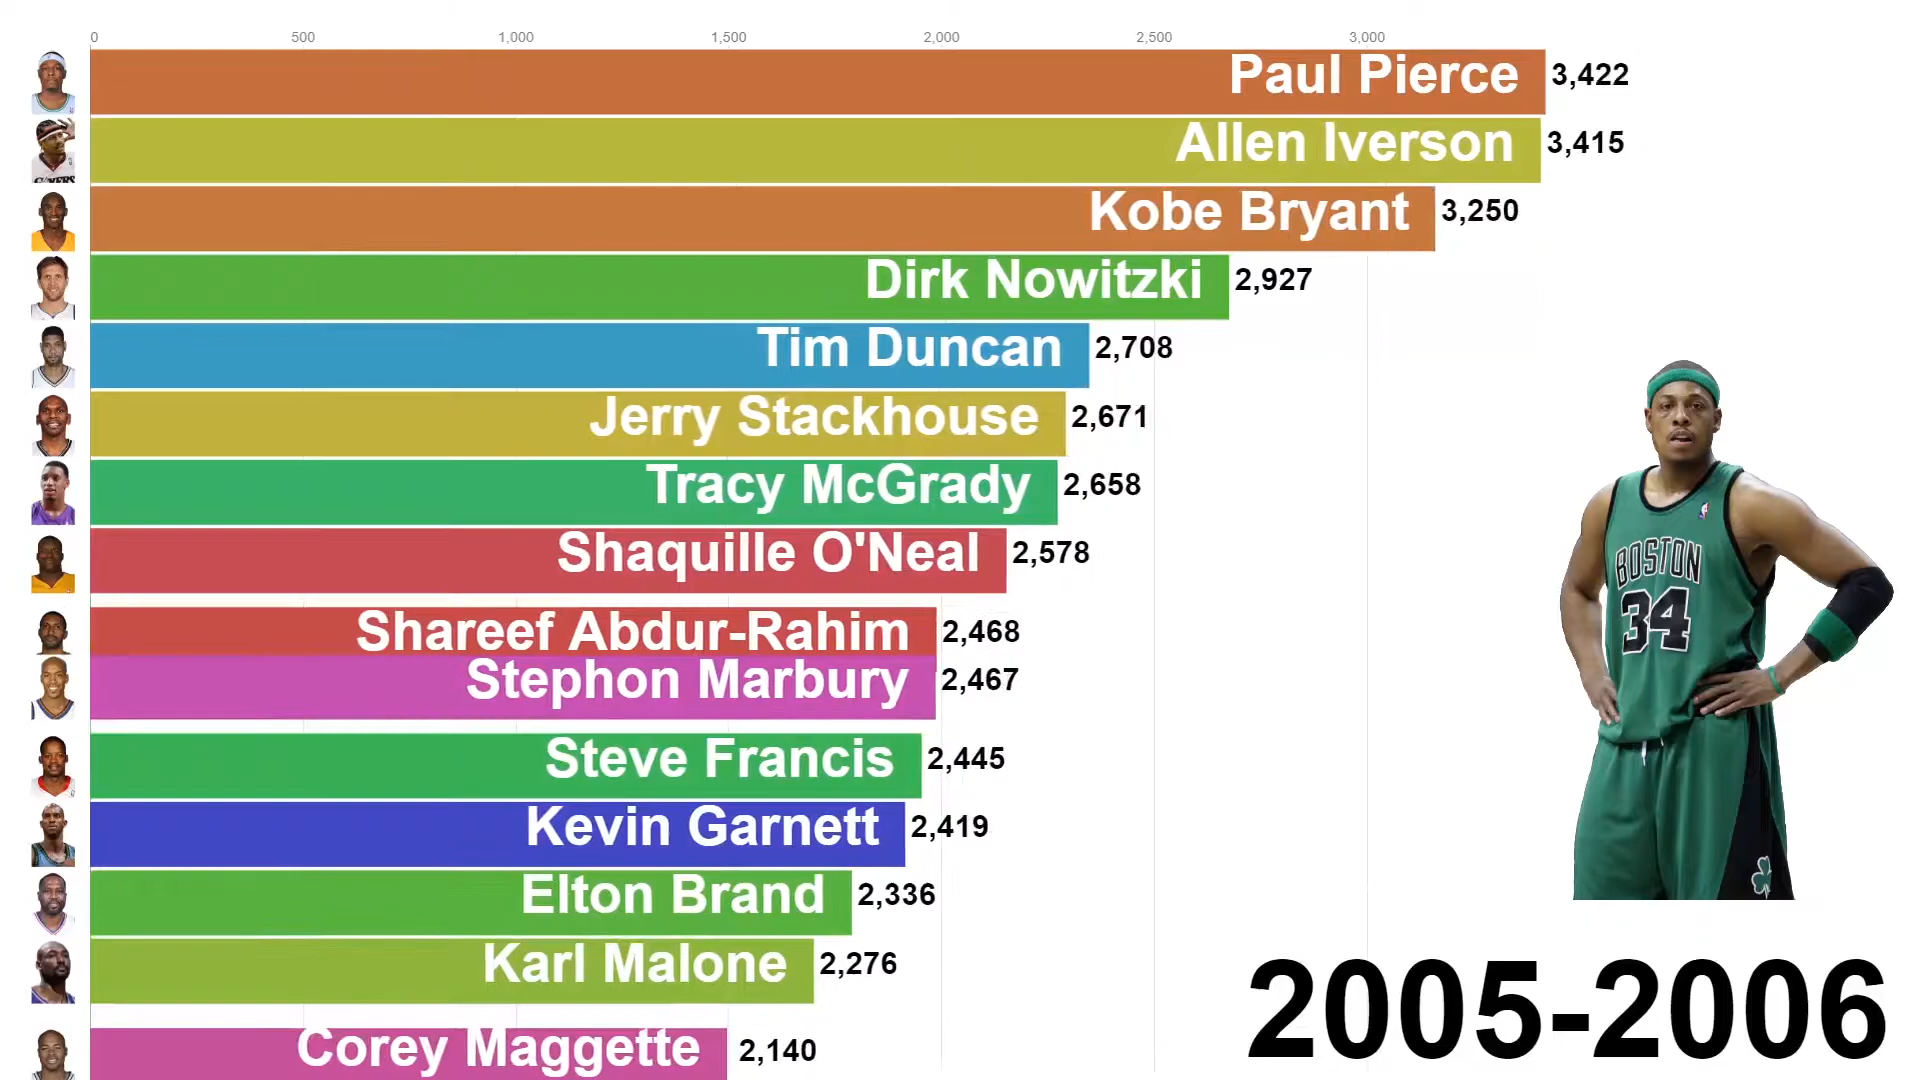 0 500 1,000 1,500 2,000 2,500 3,000
Paul Pierce 3,422
Allen Iverson 3,415
Kobe Bryant 3,250
Dirk Nowitzki 2,927
Tim Duncan 2,708
Jerry Stackhouse 2,671
Tracy McGrady 2,658
Shaquille O'Neal 2,578
Shareef Abdur-Rahim 2,468
Stephon Marbury 2,467
Steve Francis 2,445
Kevin Garnett 2,419
Elton Brand 2,336
Karl Malone 2,276
Corey Maggette 2,140
BOSTON
34
2005-2006